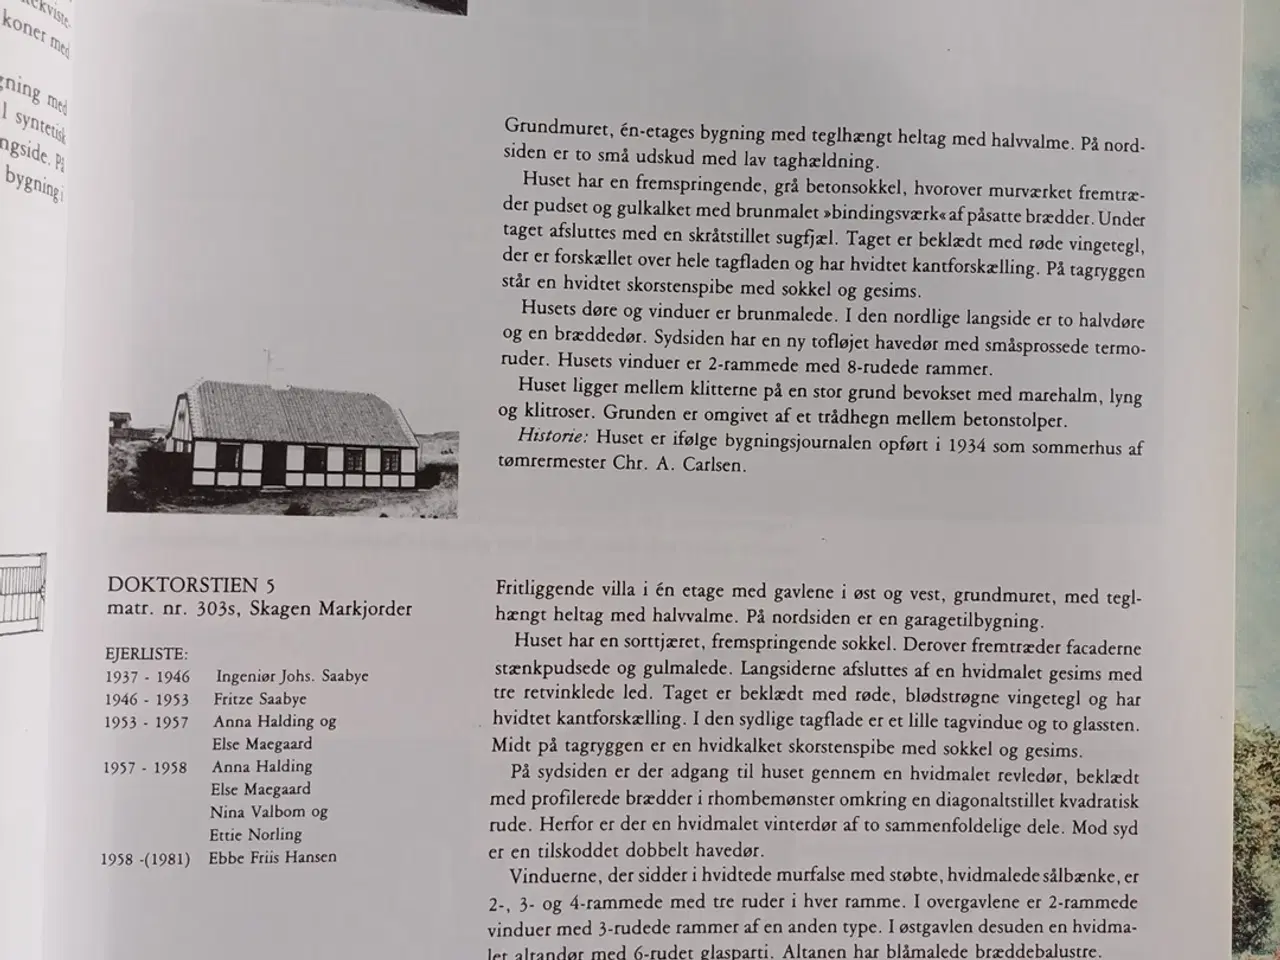 koner med
gning med
l syntetisk
ngside. På
bygning i
Grundmuret, én-etages bygning med teglhængt heltag med halvvalme. På nord-
siden er to små udskud med lav taghældning.
Huset har en fremspringende, grå betonsokkel, hvorover murværket fremtræ-
der pudset og gulkalket med brunmalet »bindingsværk« af påsatte brædder. Under
taget afsluttes med en skråtstillet sugfjæl. Taget er beklædt med røde vingetegl,
der er forskællet over hele tagfladen og har hvidtet kantforskælling. På tagryggen
står en hvidtet skorstenspibe med sokkel og gesims.
Husets døre og vinduer er brunmalede. I den nordlige langside er to halvdøre
og en bræddedør. Sydsiden har en ny tofløjet havedør med småsprossede termo-
ruder. Husets vinduer er 2-rammede med 8-rudede rammer.
Huset ligger mellem klitterne på en stor grund bevokset med marehalm, lyng
og klitroser. Grunden er omgivet af et trådhegn mellem betonstolper.
Historie: Huset er ifølge bygningsjournalen opført i 1934 som sommerhus af
tømrermester Chr. A. Carlsen.
DOKTORSTIEN 5
matr. nr. 303s, Skagen Markjorder
EJERLISTE:
1937 - 1946 Ingeniør Johs. Saabye
1946 - 1953 Fritze Saabye
1953 - 1957 Anna Halding og
Else Maegaard
1957 - 1958 Anna Halding
Else Maegaard
Nina Valbom og
Ettie Norling
1958 -(1981) Ebbe Friis Hansen
Fritliggende villa i én etage med gavlene i øst og vest, grundmuret, med tegl-
hængt heltag med halvvalme. På nordsiden er en garagetilbygning.
Huset har en sorttjæret, fremspringende sokkel. Derover fremtræder facaderne
stænkpudsede og gulmalede. Langsiderne afsluttes af en hvidmalet gesims med
tre retvinklede led. Taget er beklædt med røde, blødstrøgne vingetegl og har
hvidtet kantforskælling. I den sydlige tagflade er et lille tagvindue og to glassten.
Midt på tagryggen er en hvidkalket skorstenspibe med sokkel og gesims.
På sydsiden er der adgang til huset gennem en hvidmalet revledør, beklædt
med profilerede brædder i rhombemønster omkring en diagonaltstillet kvadratisk
rude. Herfor er der en hvidmalet vinterdør af to sammenfoldelige dele. Mod syd
er en tilskoddet dobbelt havedør.
Vinduerne, der sidder i hvidtede murfalse med støbte, hvidmalede sålbænke, er
2-, 3- og 4-rammede med tre ruder i hver ramme. I overgavlene er 2-rammede
vinduer med 3-rudede rammer af en anden type. I østgavlen desuden en hvidma-
let altandør med 6-rudet glasparti. Altanen har blåmalede bræddebalustre.